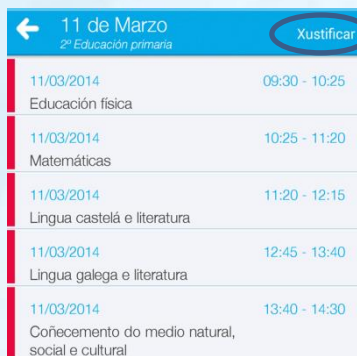 11 de Marzo
2º Educación primaria
Xustificar
11/03/2014 09:30 - 10:25
Educación física
11/03/2014 10:25 - 11:20
Matemáticas
11/03/2014 11:20 - 12:15
Lingua castelá e literatura
11/03/2014 12:45 - 13:40
Lingua galega e literatura
11/03/2014 13:40 - 14:30
Coñecemento do medio natural,
social e cultural